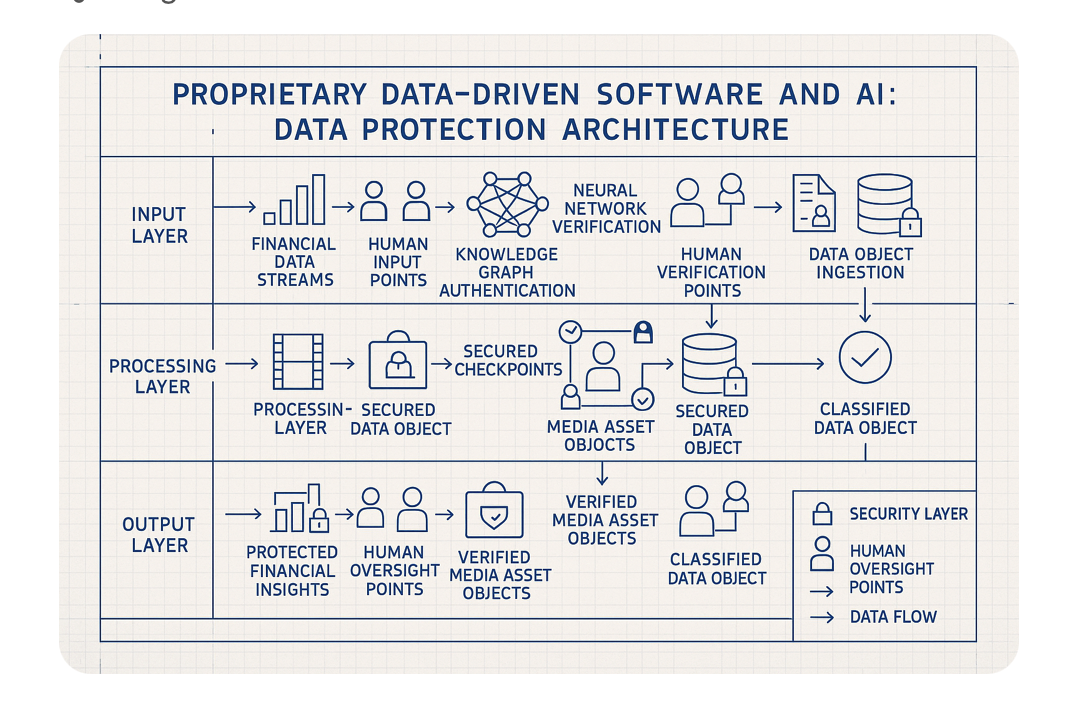 PROPRIETARY DATA-DRIVEN SOFTWARE AND AI:
DATA PROTECTION ARCHITECTURE
INPUT
LAYER
FINANCIAL
DATA
STREAMS
HUMAN
INPUT
POINTS
KNOWLEDGE
GRAPH
AUTHENTICATION
NEURAL
NETWORK
VERIFICATION
HUMAN
VERIFICATION
POINTS
DATA OBJECT
INGESTION
PROCESSING
LAYER
PROCESSIN-
LAYER
SECURED
DATA OBJECT
SECURED
CHECKPOINTS
MEDIA ASSET
OBJOCTS
SECURED
DATA
OBJECT
CLASSIFIED
DATA OBJECT
OUTPUT
LAYER
PROTECTED
FINANCIAL
INSIGHTS
HUMAN
OVERSIGHT
POINTS
VERIFIED
MEDIA ASSET
OBJECTS
VERIFIED
MEDIA ASSET
OBJECTS
CLASSIFIED
DATA OBJECT
SECURITY LAYER
HUMAN
OVERSIGHT
POINTS
DATA FLOW